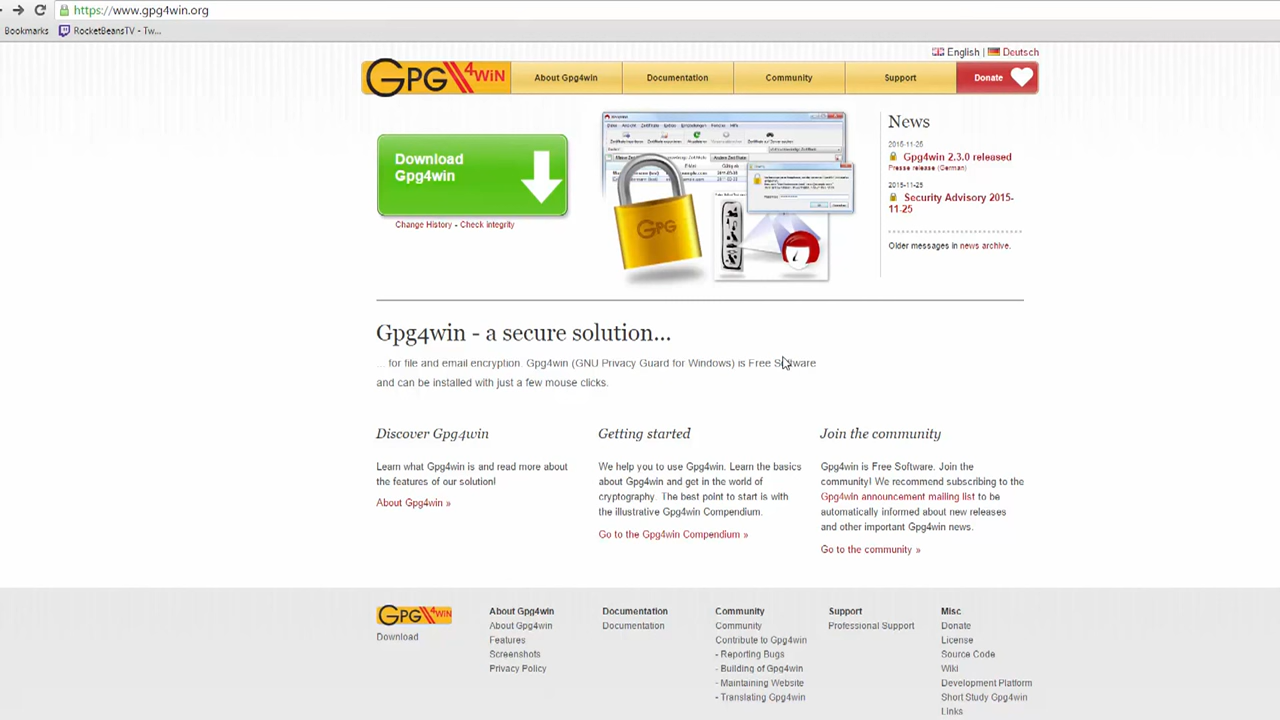 https://www.gpg4win.org
Bookmarks
RocketBeansTV - Tw...
English | Deutsch
GPG4WIN
About Gpg4win
Documentation
Community
Support
Donate
Download
Gpg4win
Change History - Check integrity
GPG
News
2015-11-25
Gpg4win 2.3.0 released
Press release (German)
2015-11-25
Security Advisory 2015-
11-25
Older messages in news archive.
Gpg4win - a secure solution...
... for file and email encryption. Gpg4win (GNU Privacy Guard for Windows) is Free Software
and can be installed with just a few mouse clicks.
Discover Gpg4win
Learn what Gpg4win is and read more about
the features of our solution!
About Gpg4win »
Getting started
We help you to use Gpg4win. Learn the basics
about Gpg4win and get in the world of
cryptography. The best point to start is with
the illustrative Gpg4win Compendium.
Go to the Gpg4win Compendium »
Join the community
Gpg4win is Free Software. Join the
community! We recommend subscribing to the
Gpg4win announcement mailing list to be
automatically informed about new releases
and other important Gpg4win news.
Go to the community »
GPG4WIN
Download
About Gpg4win
About Gpg4win
Features
Screenshots
Privacy Policy
Documentation
Documentation
Community
Community
Contribute to Gpg4win
- Reporting Bugs
- Building of Gpg4win
- Maintaining Website
- Translating Gpg4win
Support
Professional Support
Misc
Donate
License
Source Code
Wiki
Development Platform
Short Study Gpg4win
Links